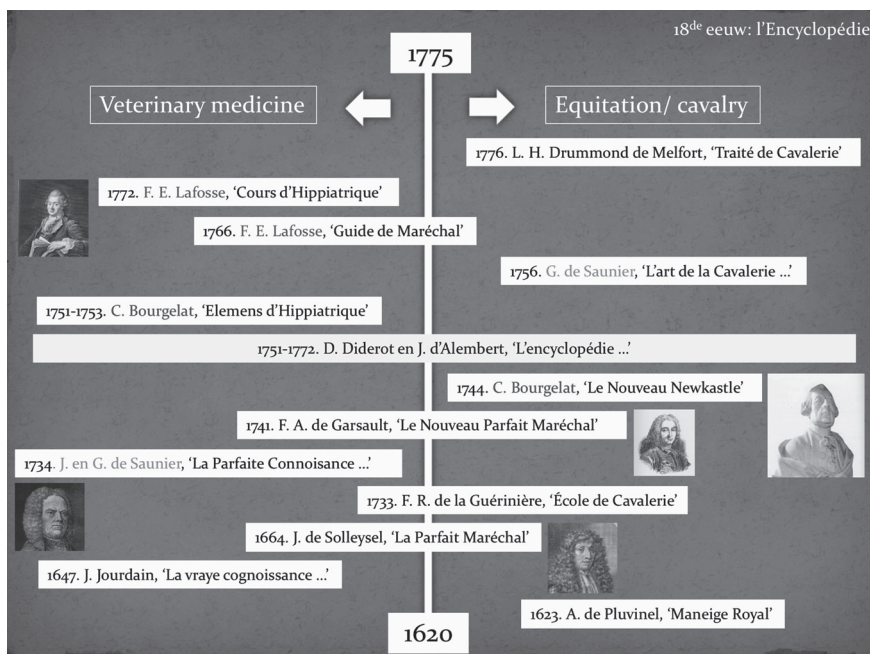 18de eeuw: l’Encyclopédie
1775
Veterinary medicine
Equitation/ cavalry
1776. L. H. Drummond de Melfort, ‘Traité de Cavalerie’
1772. F. E. Lafosse, ‘Cours d’Hippiatrique’
1766. F. E. Lafosse, ‘Guide de Maréchal’
1756. G. de Saunier, ‘L’art de la Cavalerie ...’
1751-1753. C. Bourgelat, ‘Elemens d’Hippiatrique’
1751-1772. D. Diderot en J. d’Alembert, ‘L’encyclopédie ...’
1744. C. Bourgelat, ‘Le Nouveau Newkastle’
1741. F. A. de Garsault, ‘Le Nouveau Parfait Maréchal’
1734. J. en G. de Saunier, ‘La Parfaite Connoisance ...’
1733. F. R. de la Guérinière, ‘École de Cavalerie’
1664. J. de Solleysel, ‘La Parfait Maréchal’
1647. J. Jourdain, ‘La vraye cognoissance ...’
1623. A. de Pluvinel, ‘Maneige Royal’
1620